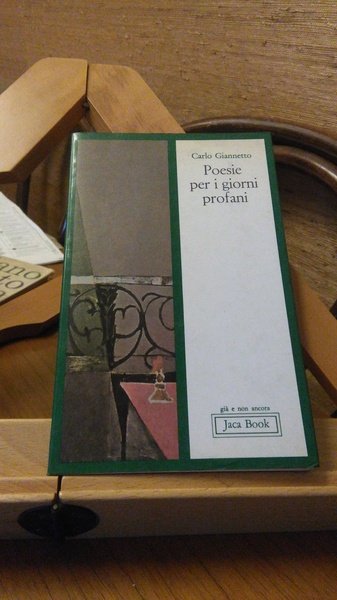 Carlo Giannetto
Poesie
per i giorni
profani
già e non ancora
Jaca Book